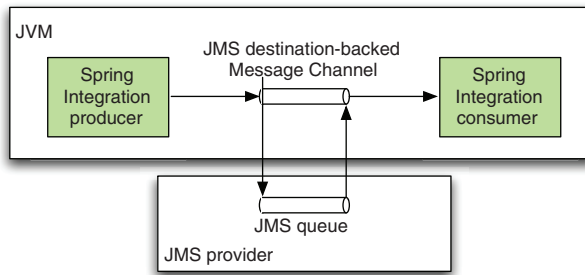 JVM
JMS destination-backed
Message Channel
Spring
Integration
producer
Spring
Integration
consumer
JMS queue
JMS provider